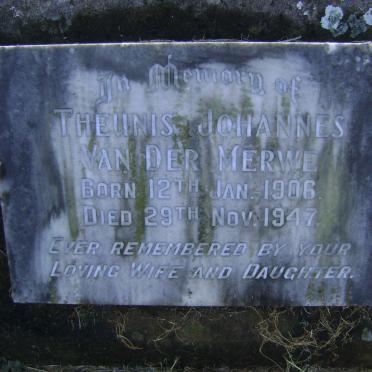 In Memory of
THEUNIS JOHANNES
VAN DER MERWE
BORN 12TH JAN. 1906.
DIED 29TH NOV. 1947.
EVER REMEMBERED BY YOUR
LOVING WIFE AND DAUGHTER.